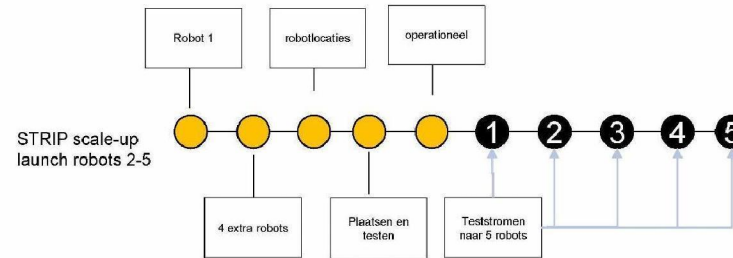 Robot 1
robotlocaties
operationeel
STRIP scale-up
launch robots 2-5
1
2
3
4
5
4 extra robots
Plaatsen en
testen
Teststromen
naar 5 robots